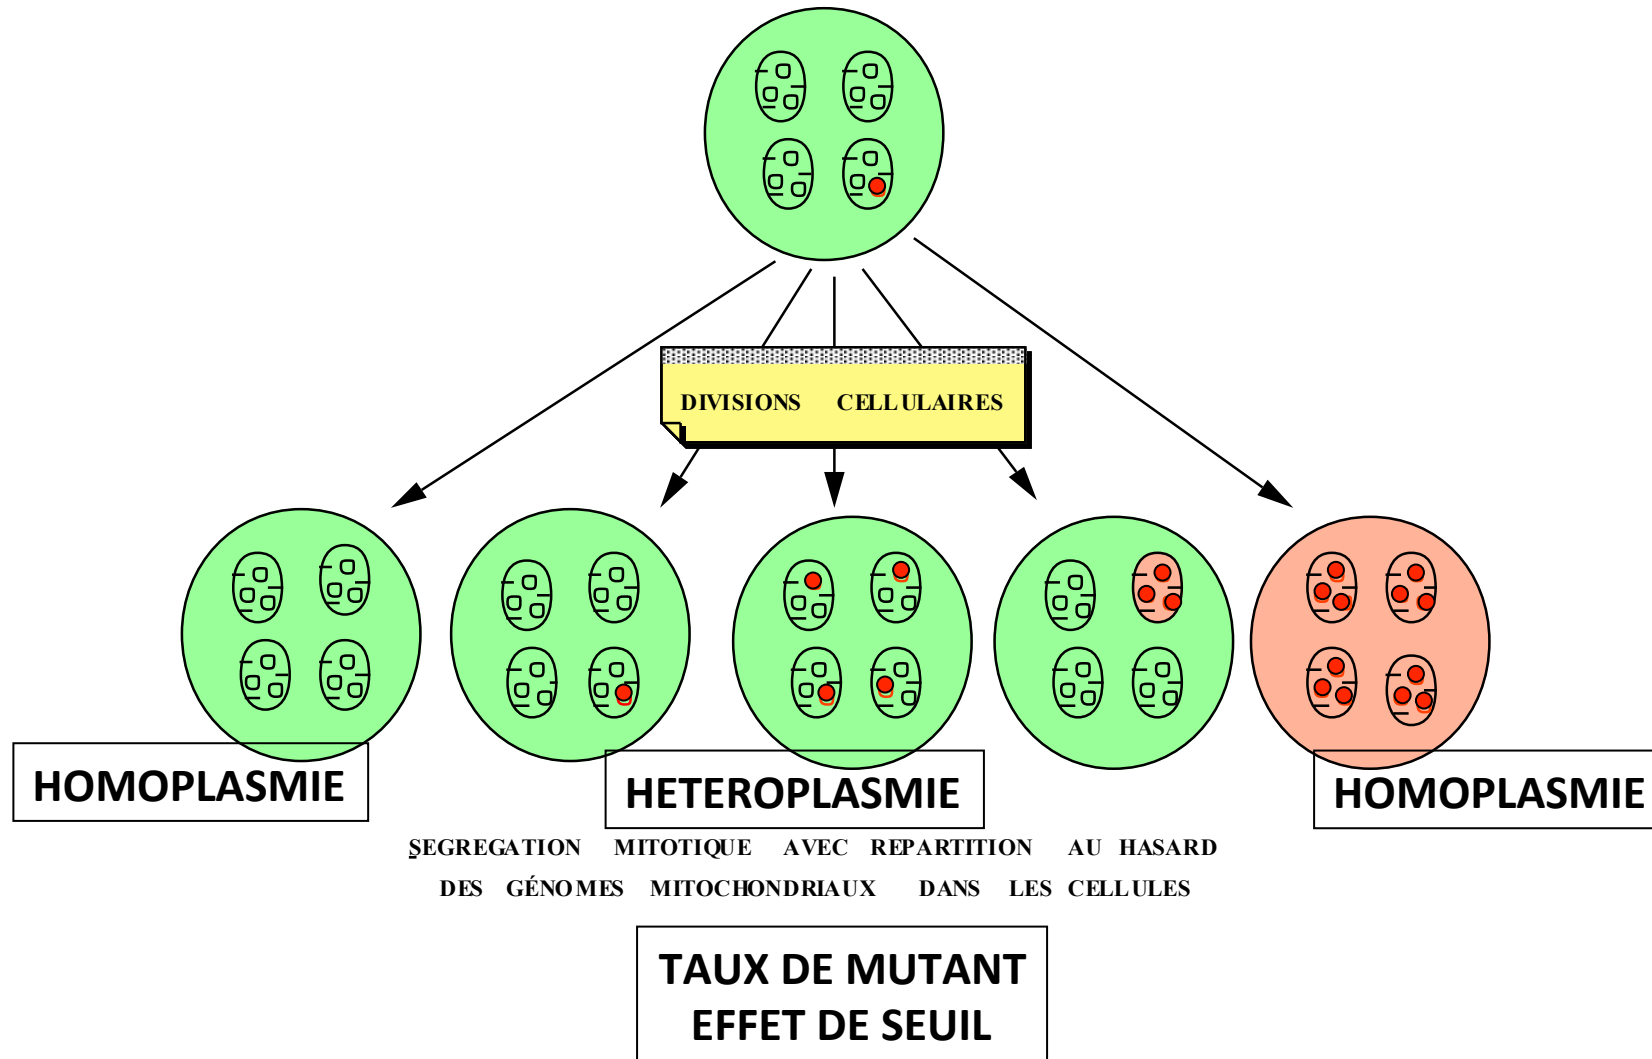 DIVISIONS CELLULAIRES
HOMOPLASMIE
HETEROPLASMIE
HOMOPLASMIE
SEGREGATION MITOTIQUE AVEC REPARTITION AU HASARD
DES GÉNOMES MITOCHONDRIAUX DANS LES CELLULES
TAUX DE MUTANT
EFFET DE SEUIL